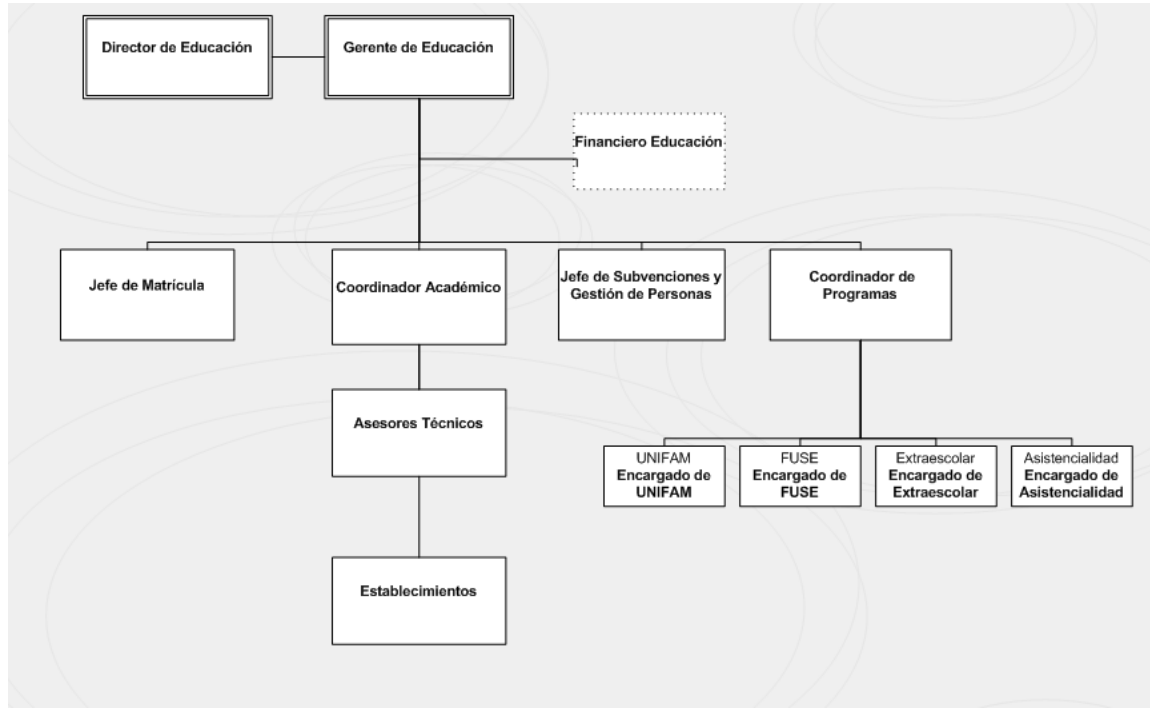 Director de Educación
Gerente de Educación
Financiero Educación
Jefe de Matrícula
Coordinador Académico
Jefe de Subvenciones y
Gestión de Personas
Coordinador de
Programas
Asesores Técnicos
UNIFAM
Encargado de
UNIFAM
FUSE
Encargado de
FUSE
Extraescolar
Encargado de
Extraescolar
Asistencialidad
Encargado de
Asistencialidad
Establecimientos